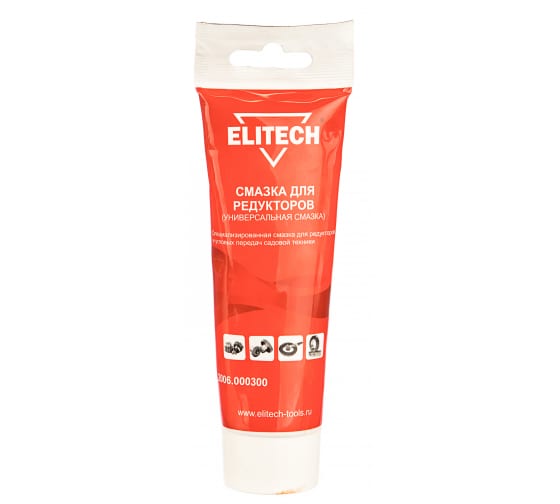 ELITECH
СМАЗКА ДЛЯ
РЕДУКТОРОВ
(УНИВЕРСАЛЬНАЯ СМАЗКА)
Специализированная смазка для редукторов
угловых передач садовой техники
2006.000300
www.elitech-tools.ru